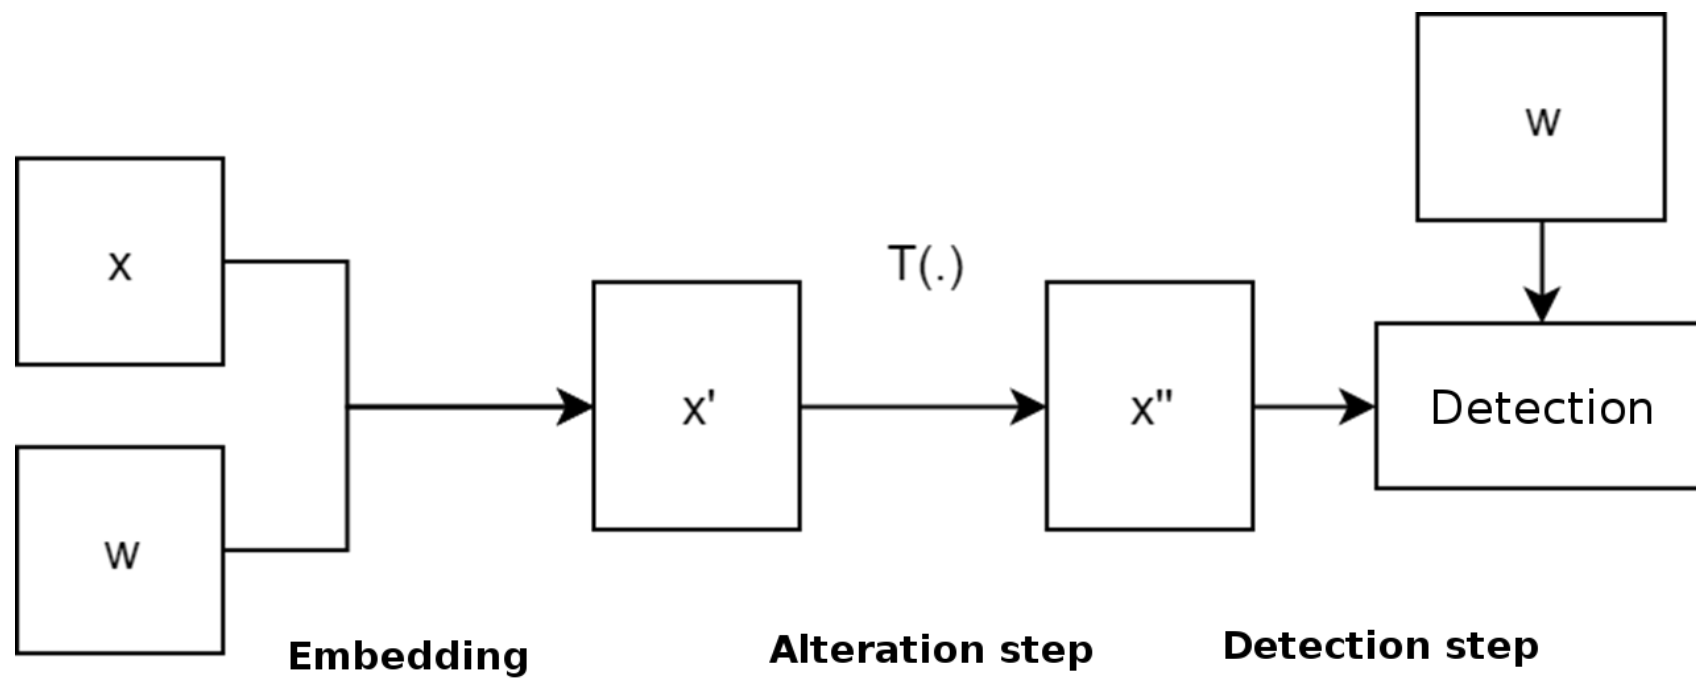 w
x
T(.)
x'
x"
Detection
w
Embedding
Alteration step
Detection step